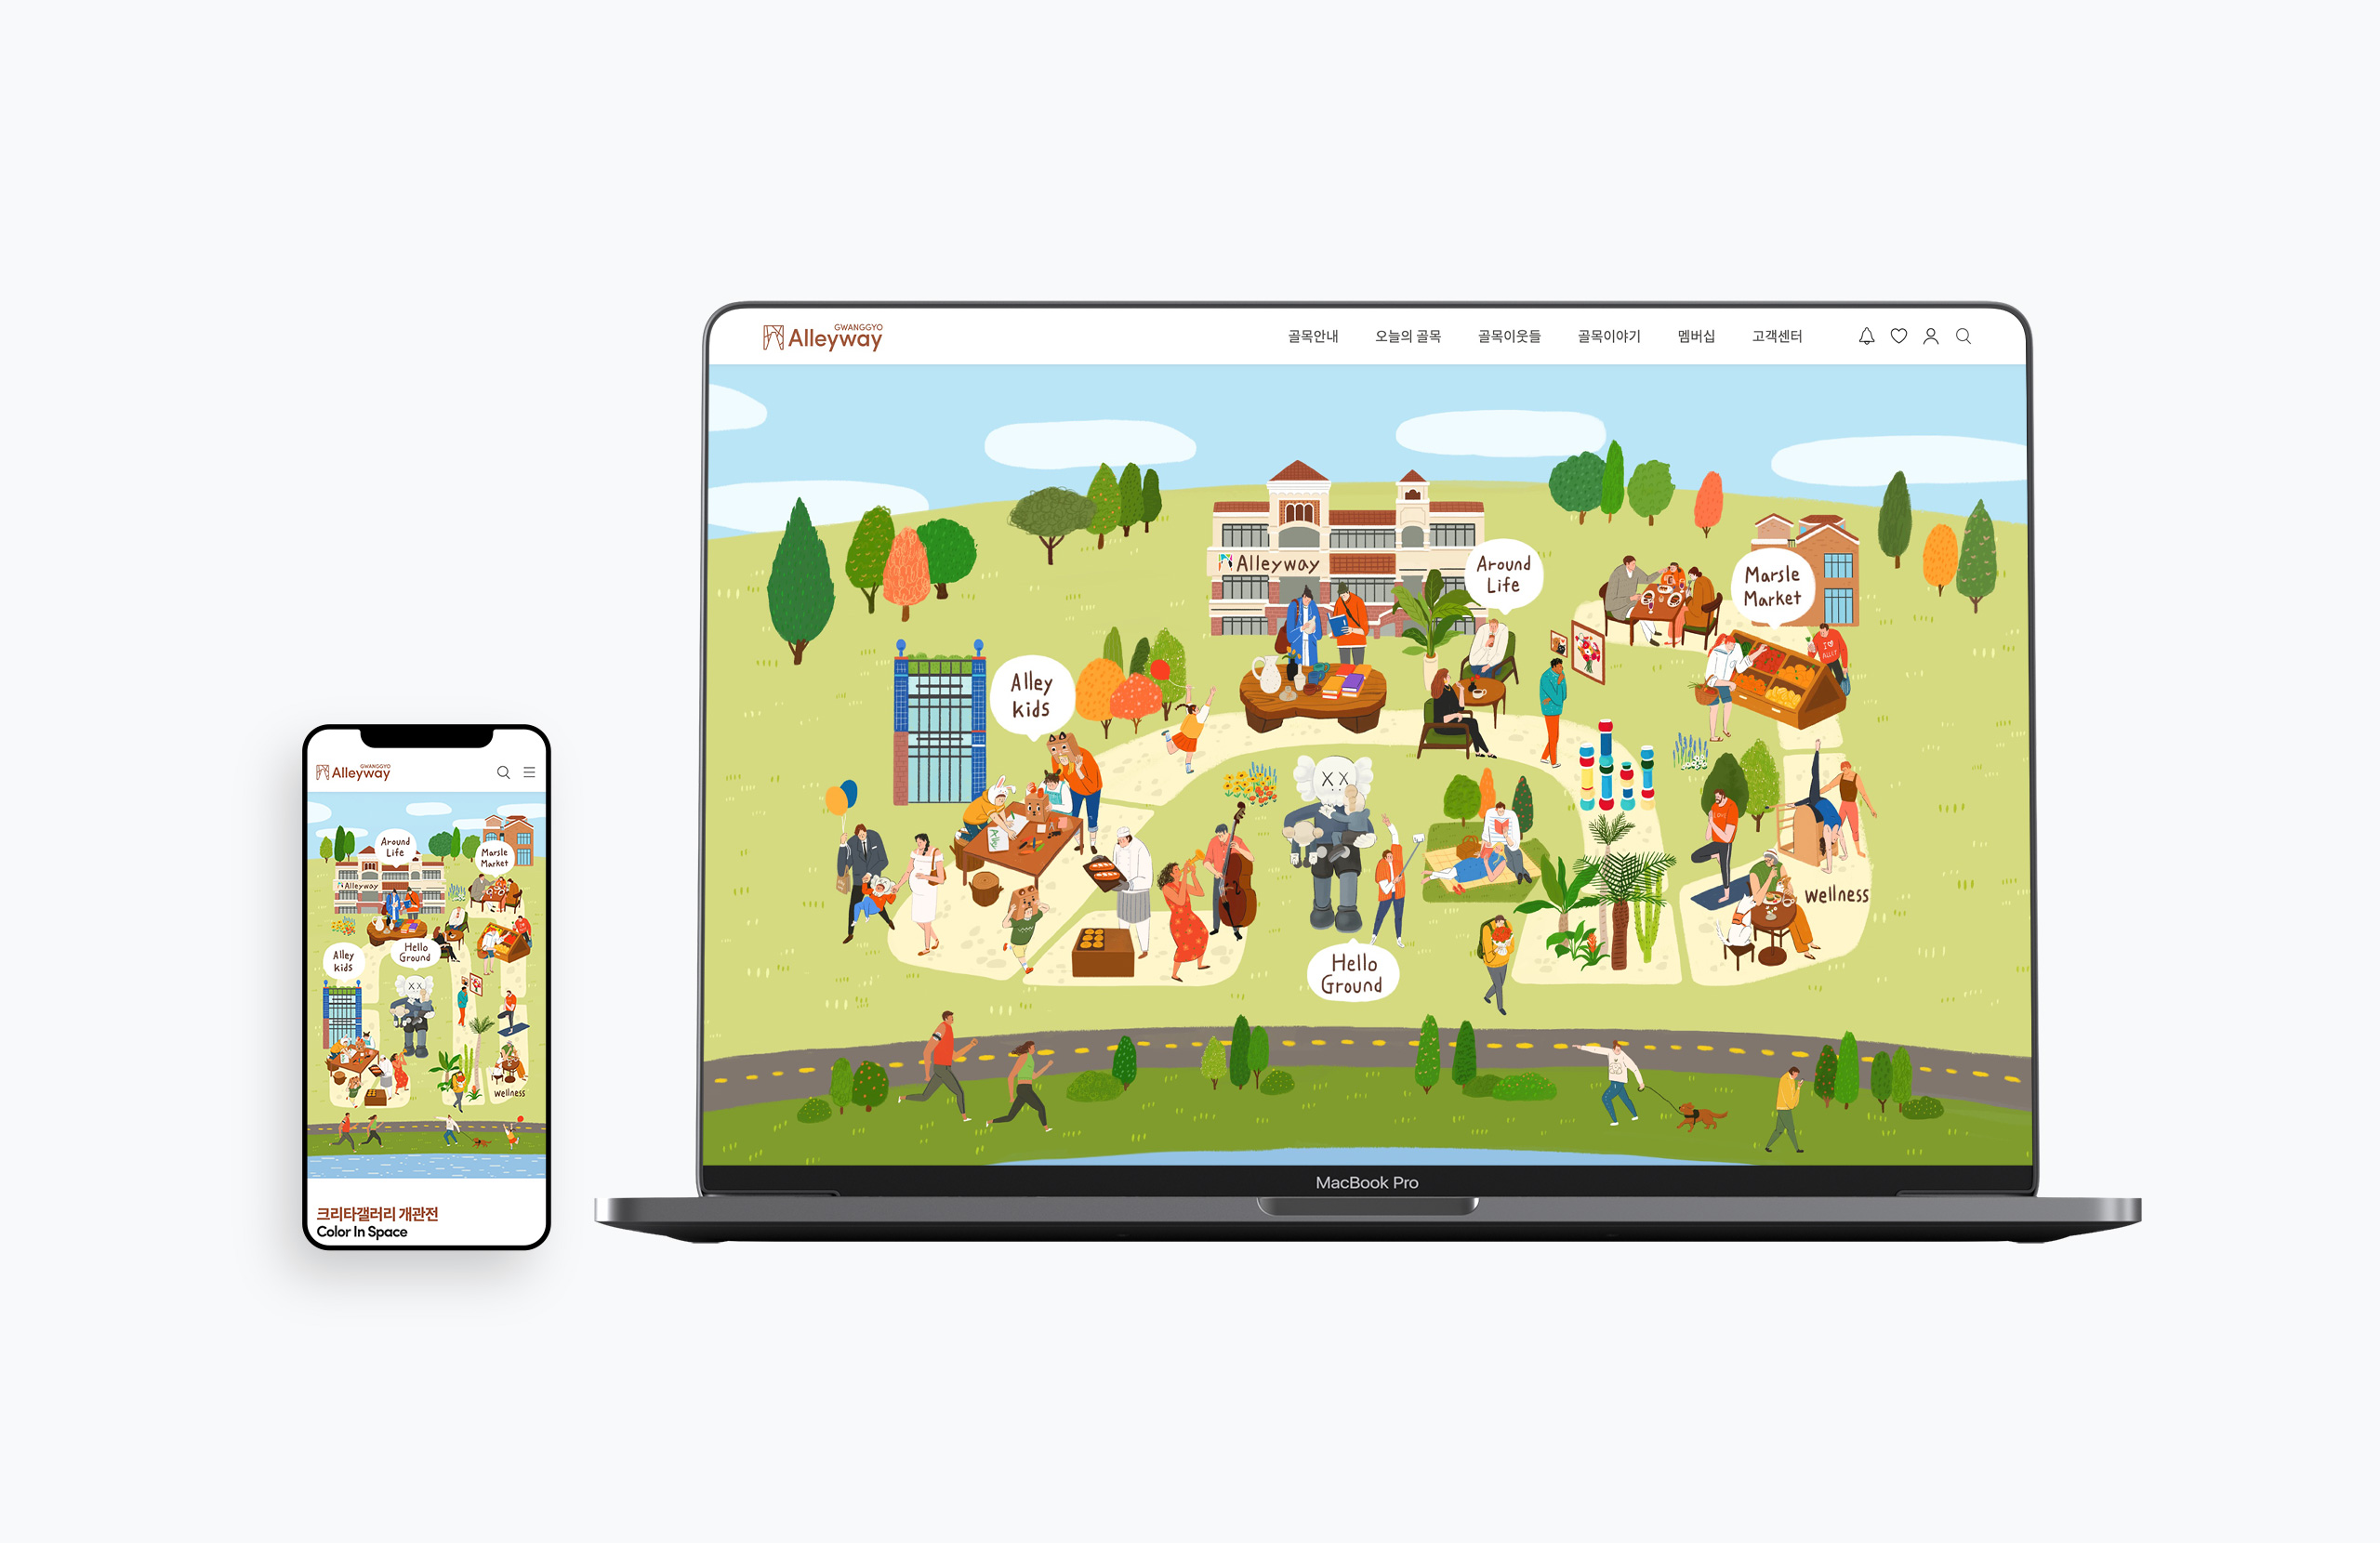 GWANGGYO
Alleyway
골목안내 오늘의 골목 골목이웃들 골목이야기 멤버십 고객센터
Alleyway
Around
Life
Marsle
Market
Alley
kids
I ♥
ALLEY
Wellness
Hello
Ground
MacBook Pro
GWANGGYO
Alleyway
Around
Life
Marsle
Market
Alleyway
Hello
Ground
Alley
kids
Wellness
크리타갤러리 개관전
Color In Space